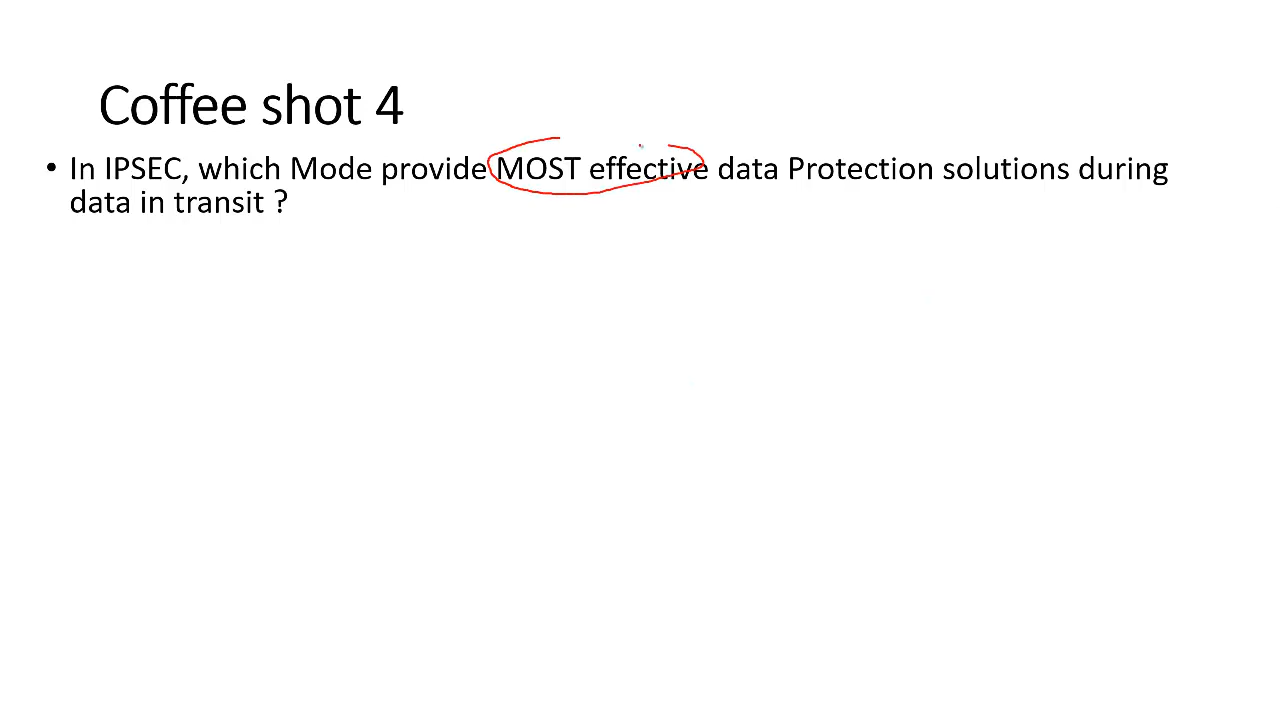 Coffee shot 4
• In IPSEC, which Mode provide MOST effective data Protection solutions during
data in transit ?